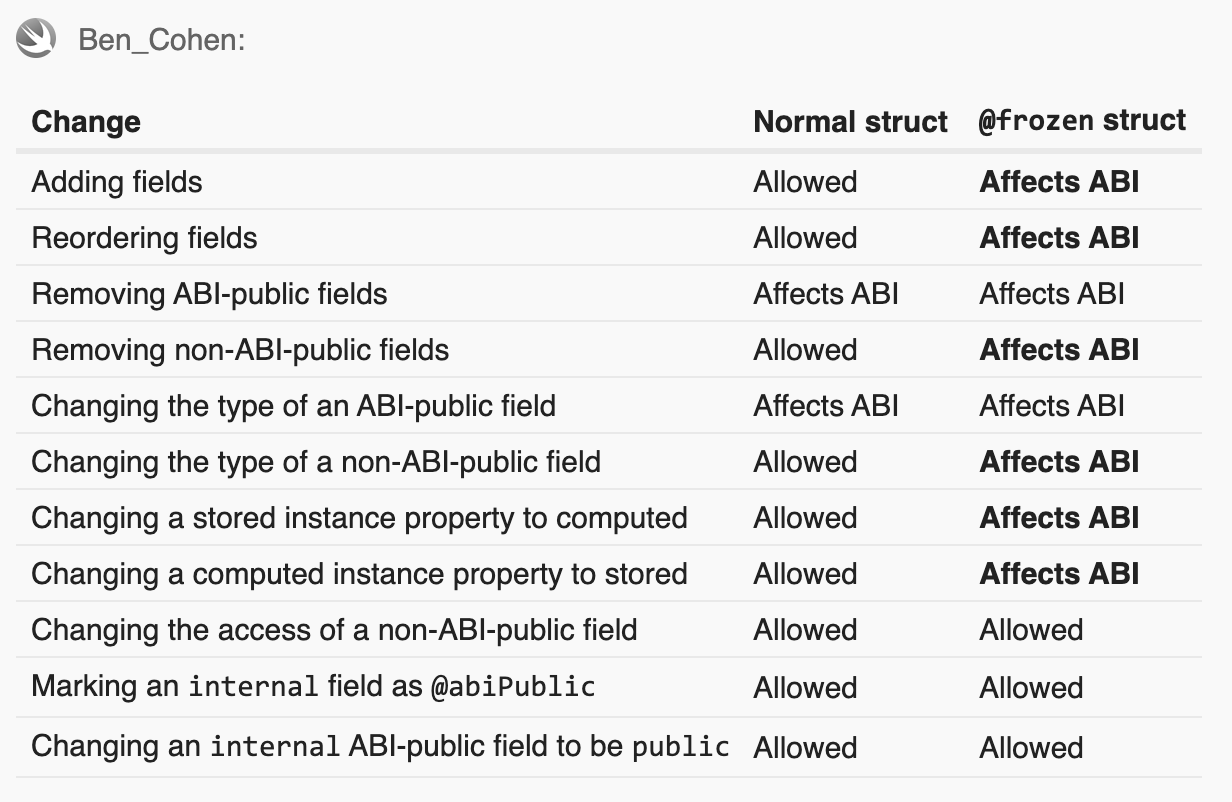 Ben_Cohen:
Change Normal struct @frozen struct
Adding fields Allowed Affects ABI
Reordering fields Allowed Affects ABI
Removing ABI-public fields Affects ABI Affects ABI
Removing non-ABI-public fields Allowed Affects ABI
Changing the type of an ABI-public field Affects ABI Affects ABI
Changing the type of a non-ABI-public field Allowed Affects ABI
Changing a stored instance property to computed Allowed Affects ABI
Changing a computed instance property to stored Allowed Affects ABI
Changing the access of a non-ABI-public field Allowed Allowed
Marking an internal field as @abiPublic Allowed Allowed
Changing an internal ABI-public field to be public Allowed Allowed